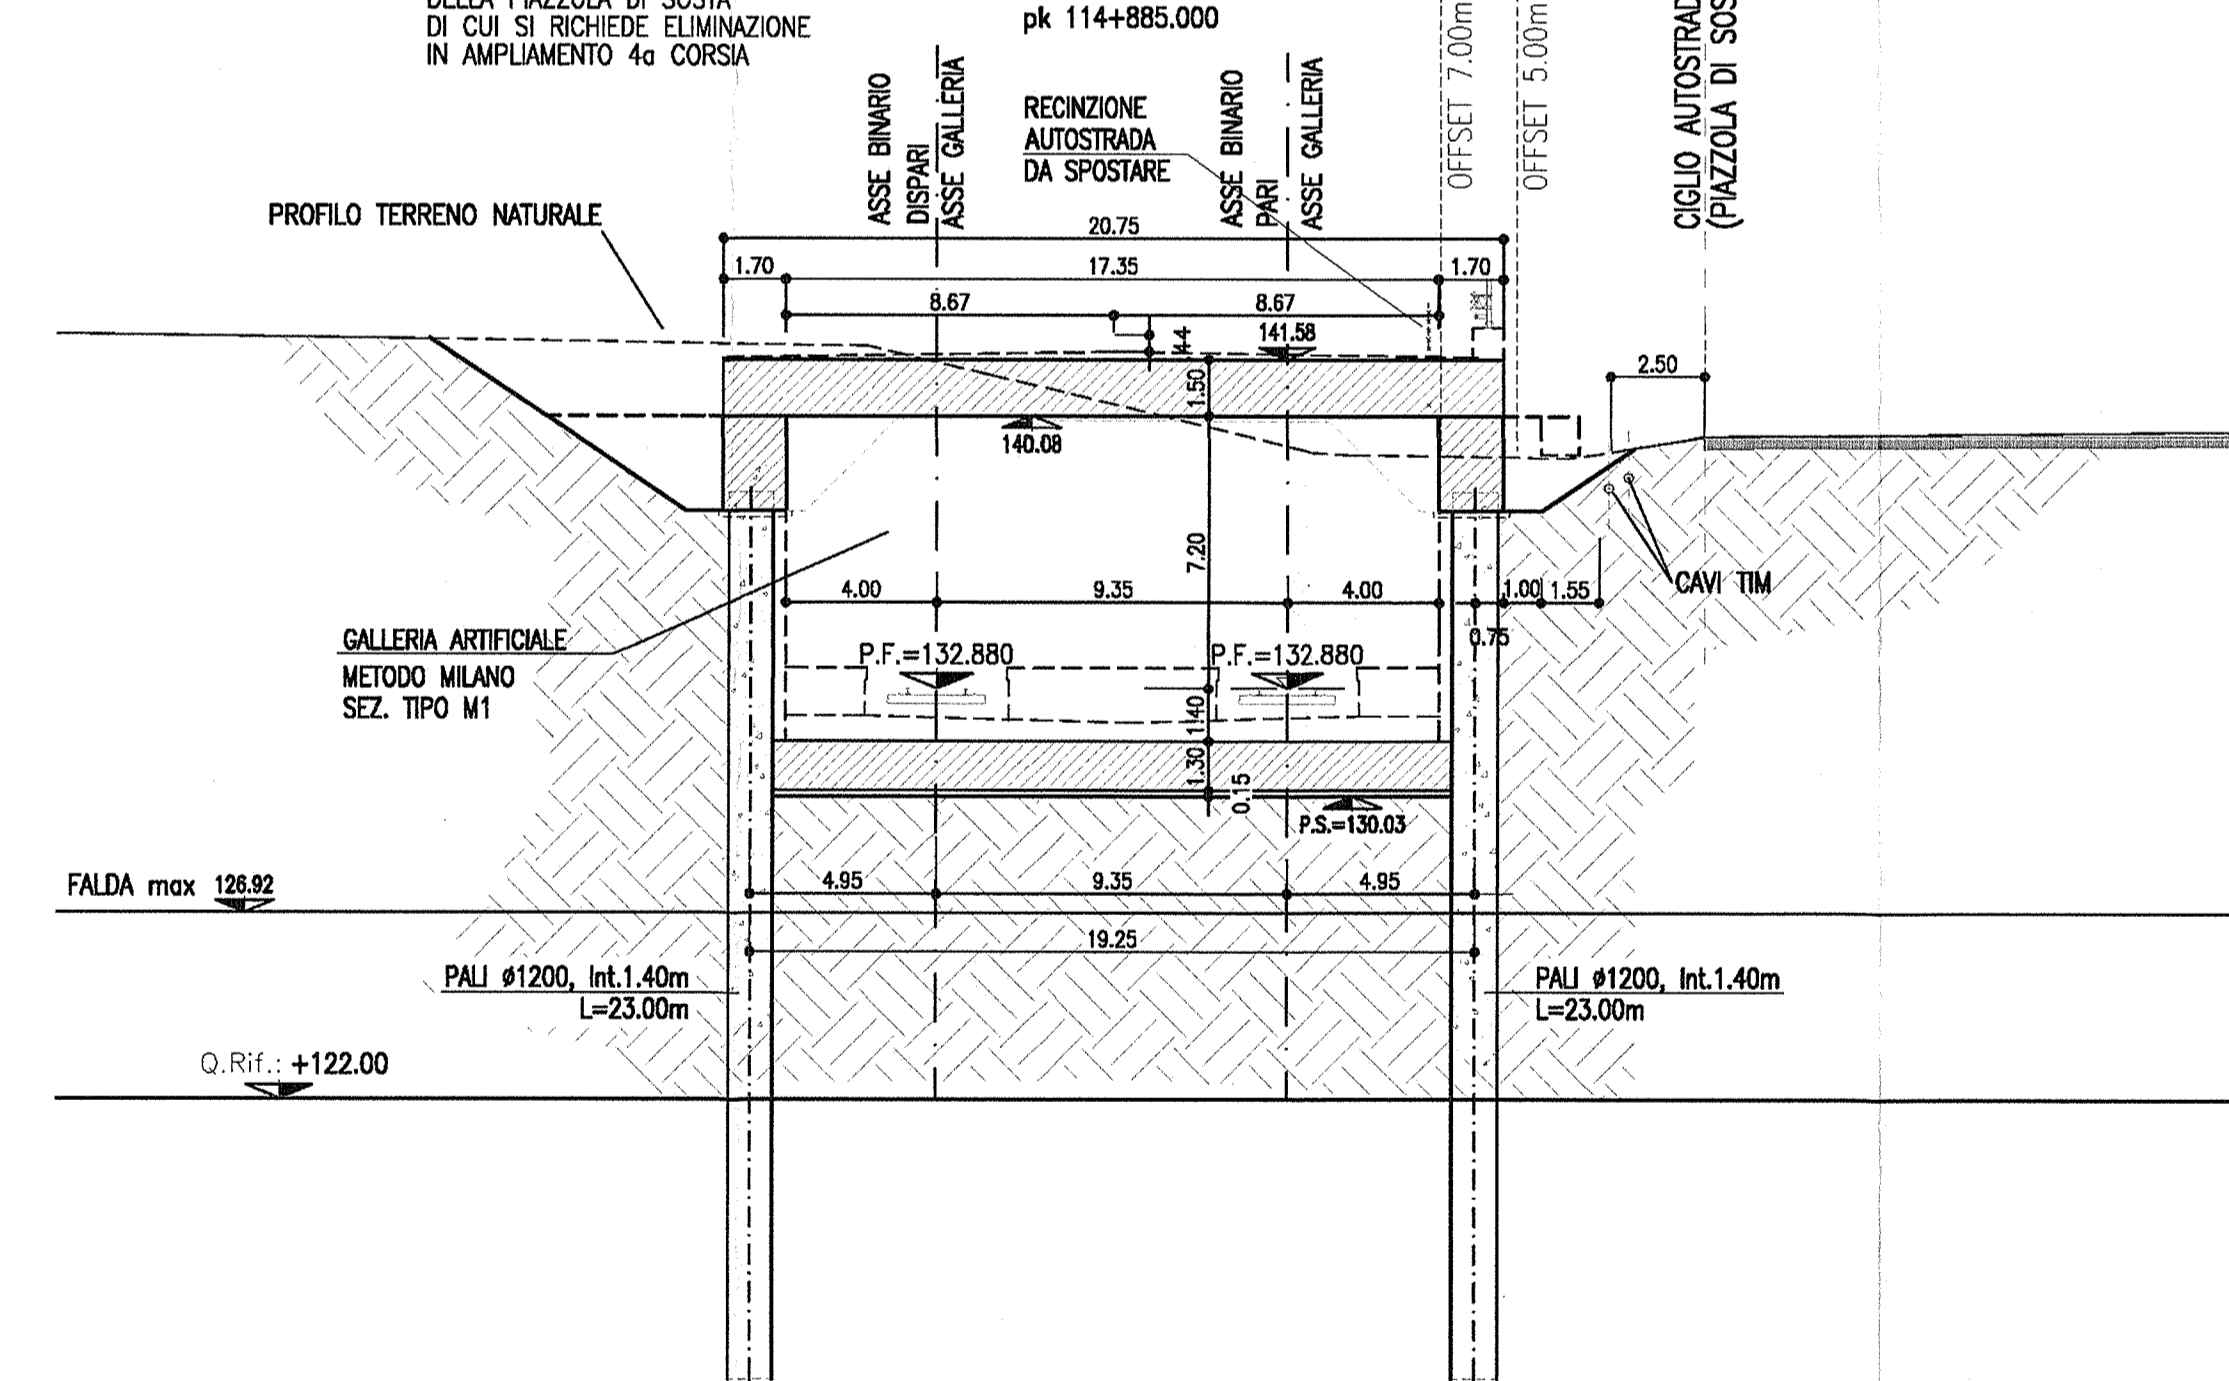 DELLA PIAZZOLA DI SOSTA
DI CUI SI RICHIEDE ELIMINAZIONE
IN AMPLIAMENTO 4a CORSIA
pk 114+885.000
ASSE BINARIO
DISPARI
ASSE GALLERIA
RECINZIONE
AUTOSTRADA
DA SPOSTARE
ASSE BINARIO
PARI
ASSE GALLERIA
OFFSET 7.00m
OFFSET 5.00m
CIGLIO AUTOSTRAD
(PIAZZOLA DI SOS
PROFILO TERRENO NATURALE
20.75
1.70
17.35
1.70
8.67
8.67
44
141.58
1.50
2.50
140.08
7.20
4.00
9.35
4.00
1.00
1.55
CAVI TIM
0.75
GALLERIA ARTIFICIALE
METODO MILANO
SEZ. TIPO M1
P.F.=132.880
P.F.=132.880
1.40
1.30
0.15
P.S.=130.03
FALDA max 126.92
4.95
9.35
4.95
19.25
PALI ø1200, Int.1.40m
L=23.00m
PALI ø1200, Int.1.40m
L=23.00m
Q.Rif.: +122.00